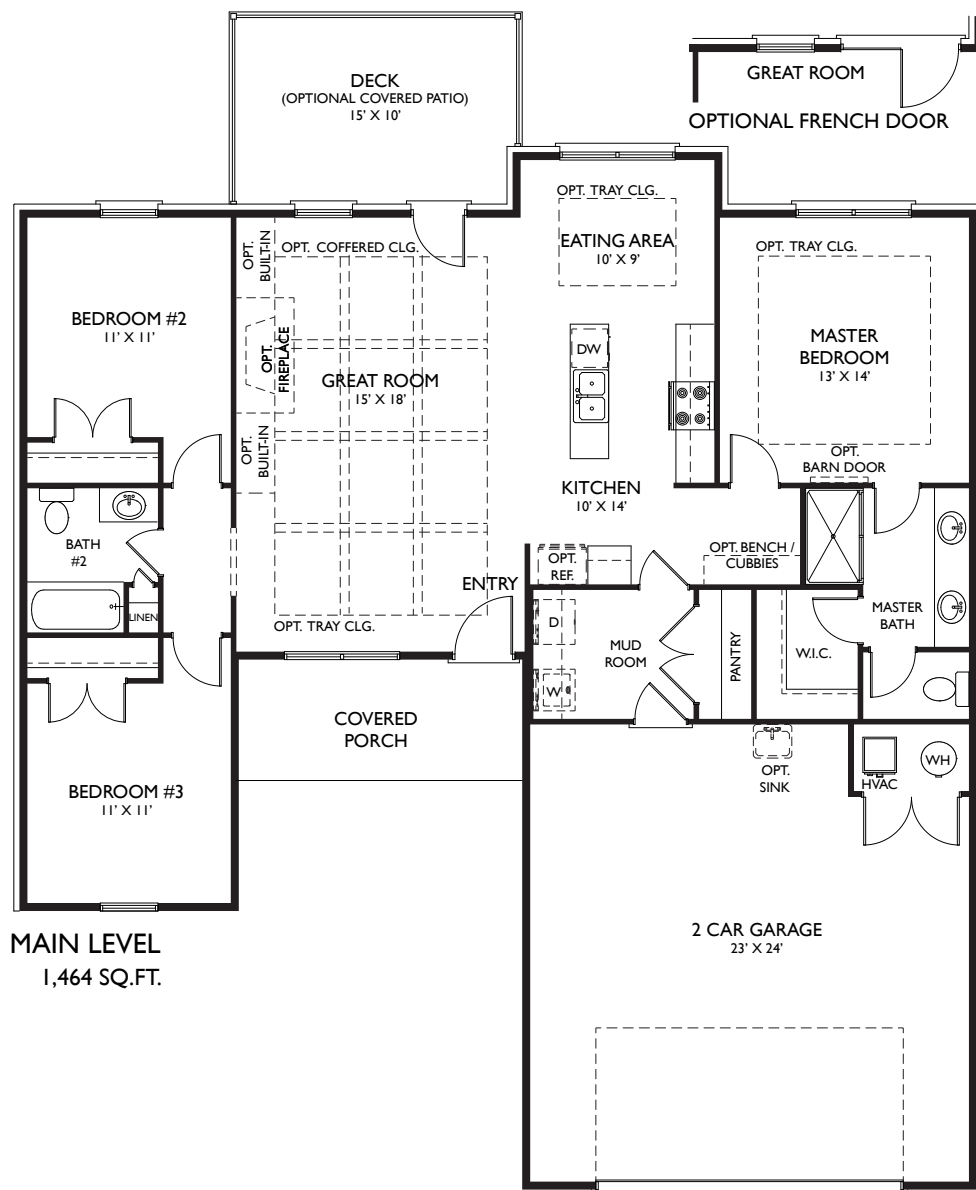 DECK
(OPTIONAL COVERED PATIO)
15' X 10'
GREAT ROOM
OPTIONAL FRENCH DOOR
OPT. TRAY CLG.
EATING AREA
10' X 9'
OPT.
BUILT-IN
OPT. COFFERED CLG.
OPT. TRAY CLG.
BEDROOM #2
11' X 11'
OPT.
FIREPLACE
GREAT ROOM
15' X 18'
DW
MASTER
BEDROOM
13' X 14'
OPT.
BUILT-IN
OPT.
BARN DOOR
KITCHEN
10' X 14'
BATH
#2
LINEN
ENTRY
OPT.
REF.
OPT. BENCH /
CUBBIES
OPT. TRAY CLG.
D
MUD
ROOM
W
PANTRY
W.I.C.
MASTER
BATH
COVERED
PORCH
OPT.
SINK
HVAC
WH
BEDROOM #3
11' X 11'
MAIN LEVEL
1,464 SQ.FT.
2 CAR GARAGE
23' X 24'